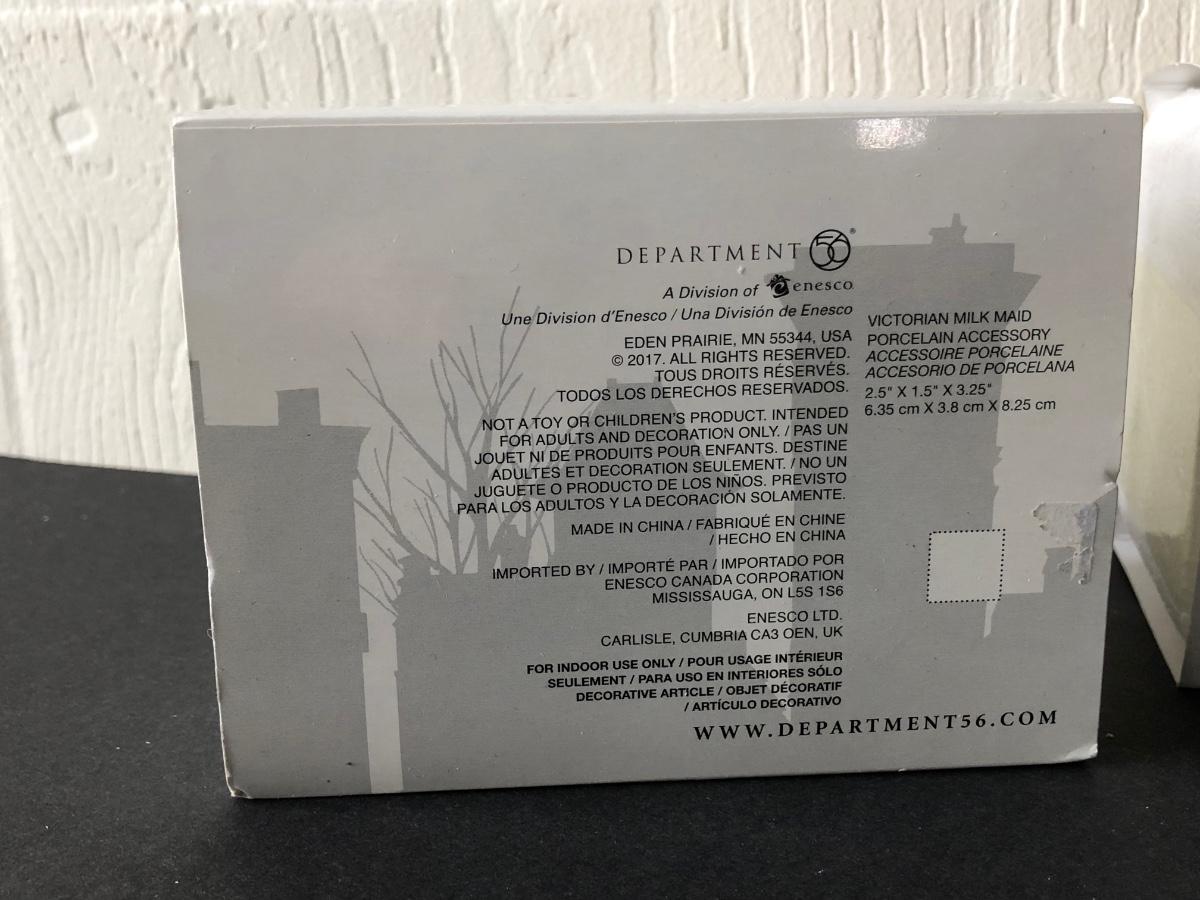 DEPARTMENT 56®
A Division of enesco
Une Division d'Enesco / Una División de Enesco
EDEN PRAIRIE, MN 55344, USA
© 2017. ALL RIGHTS RESERVED.
TOUS DROITS RÉSERVÉS.
TODOS LOS DERECHOS RESERVADOS.
NOT A TOY OR CHILDREN'S PRODUCT. INTENDED
FOR ADULTS AND DECORATION ONLY. / PAS UN
JOUET NI DE PRODUITS POUR ENFANTS. DESTINE
ADULTES ET DECORATION SEULEMENT. / NO UN
JUGUETE O PRODUCTO DE LOS NIÑOS. PREVISTO
PARA LOS ADULTOS Y LA DECORACIÓN SOLAMENTE.
MADE IN CHINA / FABRIQUÉ EN CHINE
/ HECHO EN CHINA
IMPORTED BY / IMPORTÉ PAR / IMPORTADO POR
ENESCO CANADA CORPORATION
MISSISSAUGA, ON L5S 1S6
ENESCO LTD.
CARLISLE, CUMBRIA CA3 OEN, UK
FOR INDOOR USE ONLY / POUR USAGE INTÉRIEUR
SEULEMENT / PARA USO EN INTERIORES SÓLO
DECORATIVE ARTICLE / OBJET DÉCORATIF
/ ARTÍCULO DECORATIVO
VICTORIAN MILK MAID
PORCELAIN ACCESSORY
ACCESSOIRE PORCELAINE
ACCESORIO DE PORCELANA
2.5" X 1.5" X 3.25"
6.35 cm X 3.8 cm X 8.25 cm
WWW.DEPARTMENT56.COM